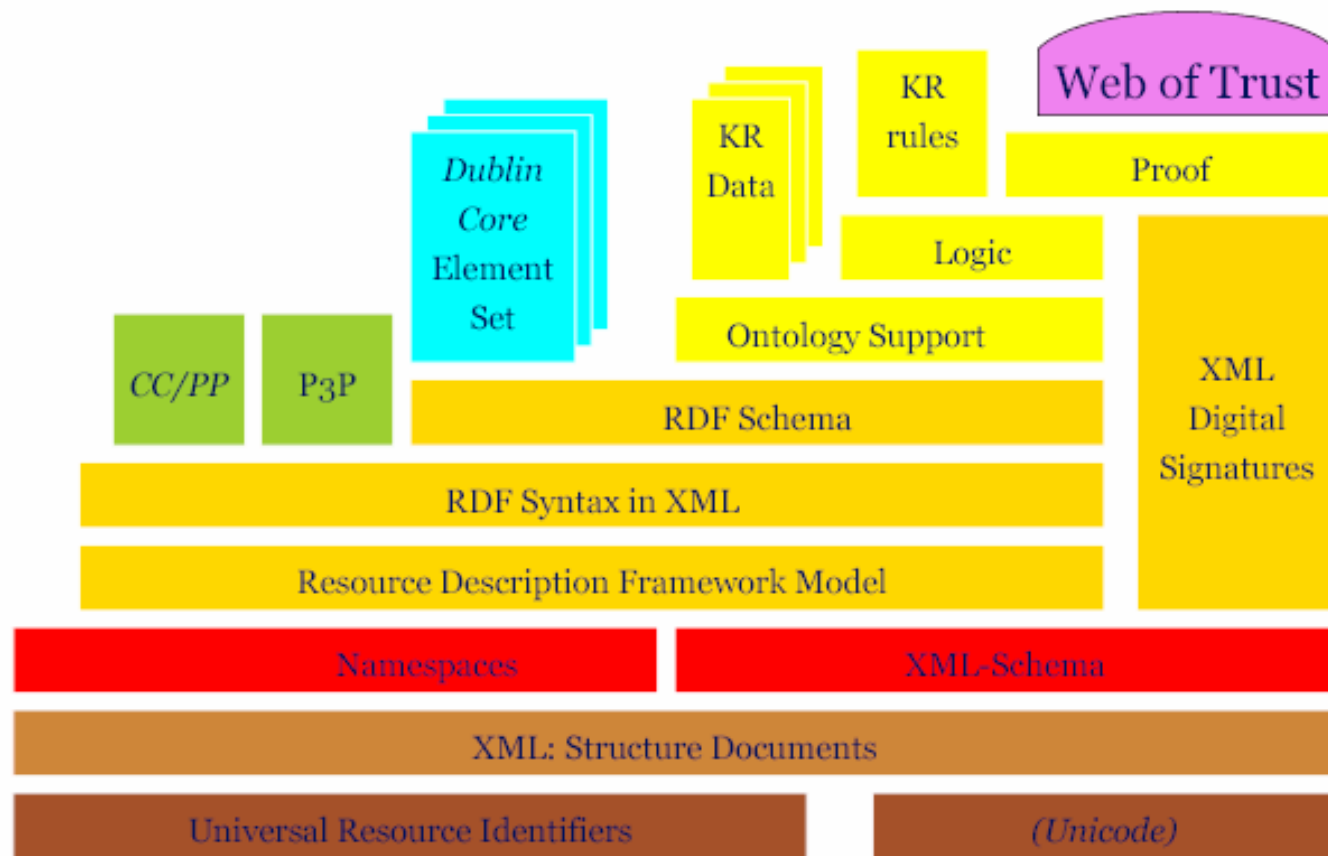 Web of Trust
KR
rules
KR
Data
Proof
Dublin
Core
Element
Set
Logic
Ontology Support
CC/PP
P3P
RDF Schema
XML
Digital
Signatures
RDF Syntax in XML
Resource Description Framework Model
Namespaces
XML-Schema
XML: Structure Documents
Universal Resource Identifiers
(Unicode)